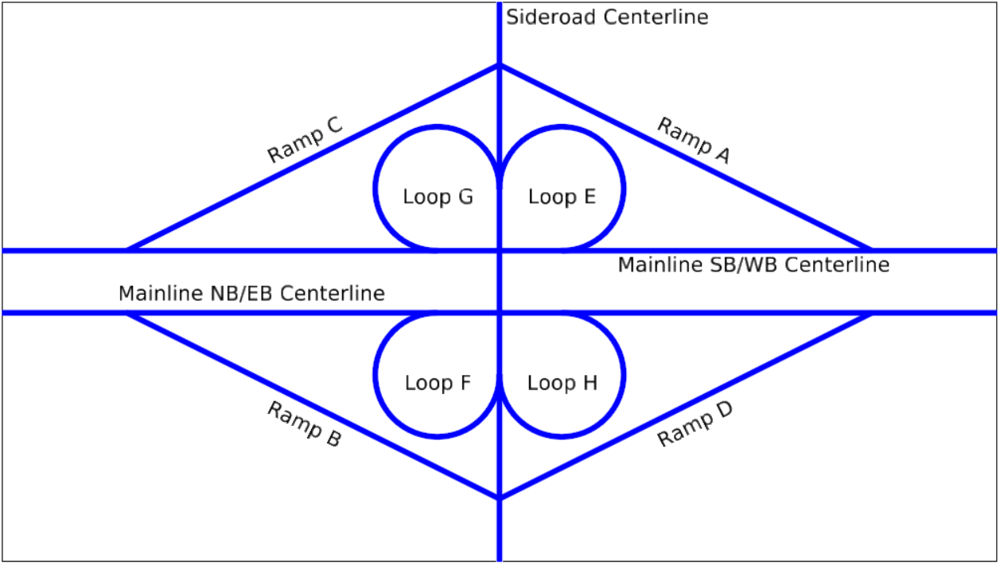 Sideroad Centerline
Ramp C
Ramp A
Loop G
Loop E
Mainline SB/WB Centerline
Mainline NB/EB Centerline
Loop F
Loop H
Ramp B
Ramp D